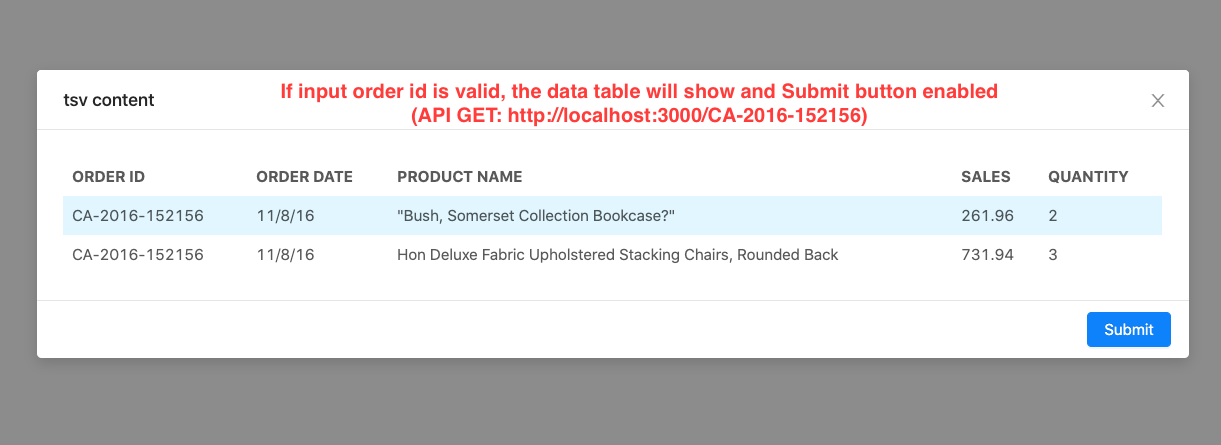 tsv content
If input order id is valid, the data table will show and Submit button enabled
(API GET: http://localhost:3000/CA-2016-152156)
ORDER ID ORDER DATE PRODUCT NAME SALES QUANTITY
CA-2016-152156 11/8/16 "Bush, Somerset Collection Bookcase?" 261.96 2
CA-2016-152156 11/8/16 Hon Deluxe Fabric Upholstered Stacking Chairs, Rounded Back 731.94 3
Submit